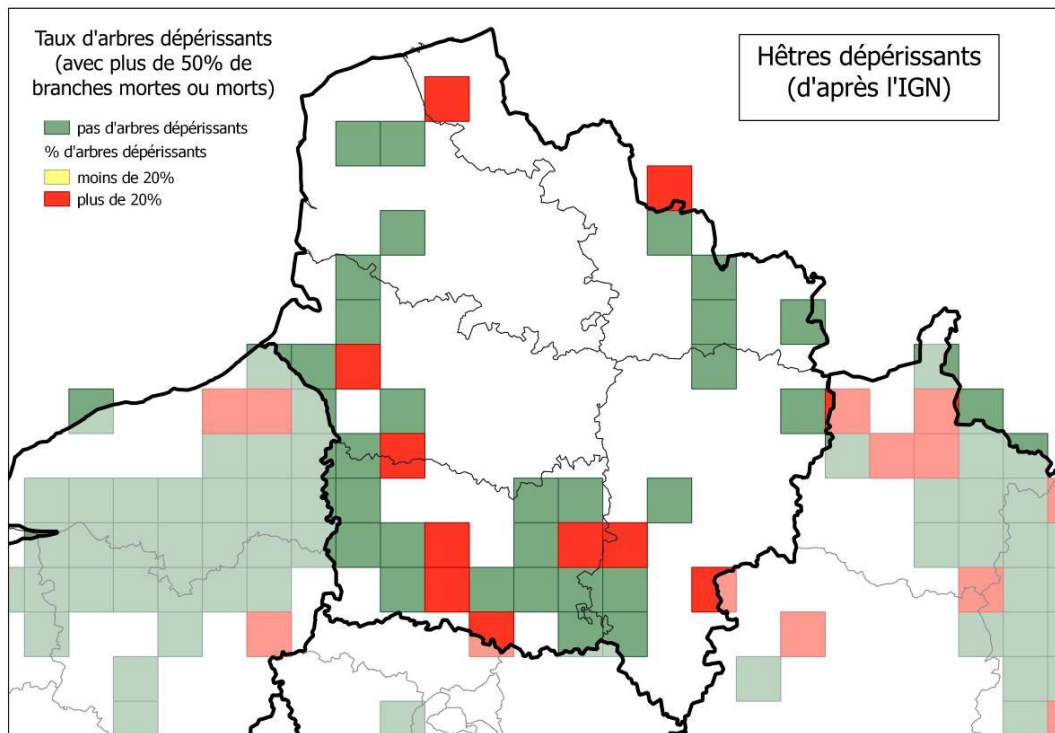 Taux d'arbres dépérissants
(avec plus de 50% de
branches mortes ou morts)
pas d'arbres dépérissants
% d'arbres dépérissants
moins de 20%
plus de 20%
Hêtres dépérissants
(d'après l'IGN)